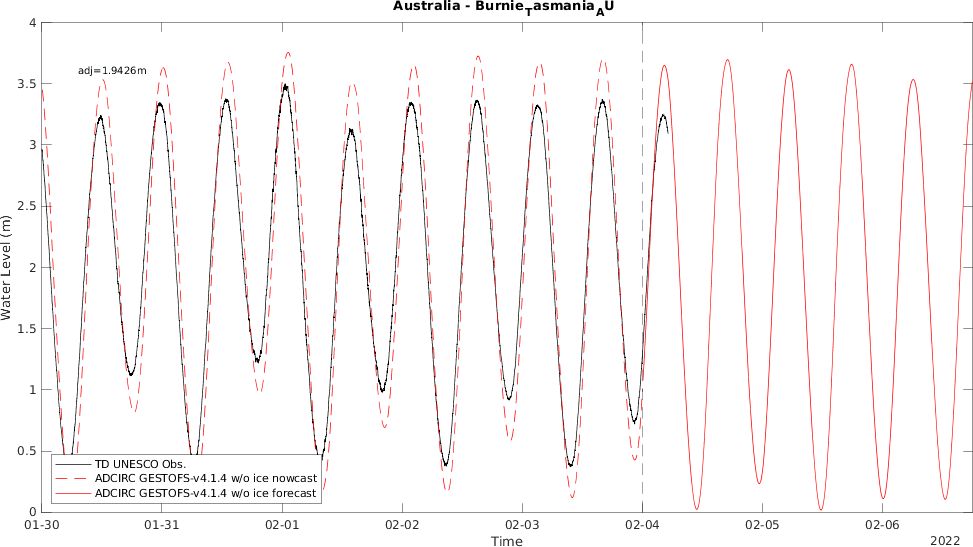 Australia - Burnie_Tasmania_AU
4
adj=1.9426m
3.5
3
2.5
2
1.5
1
0.5
0
Water Level (m)
TD UNESCO Obs.
ADCIRC GESTOFS-v4.1.4 w/o ice nowcast
ADCIRC GESTOFS-v4.1.4 w/o ice forecast
01-30 01-31 02-01 02-02 02-03 02-04 02-05 02-06
Time
2022